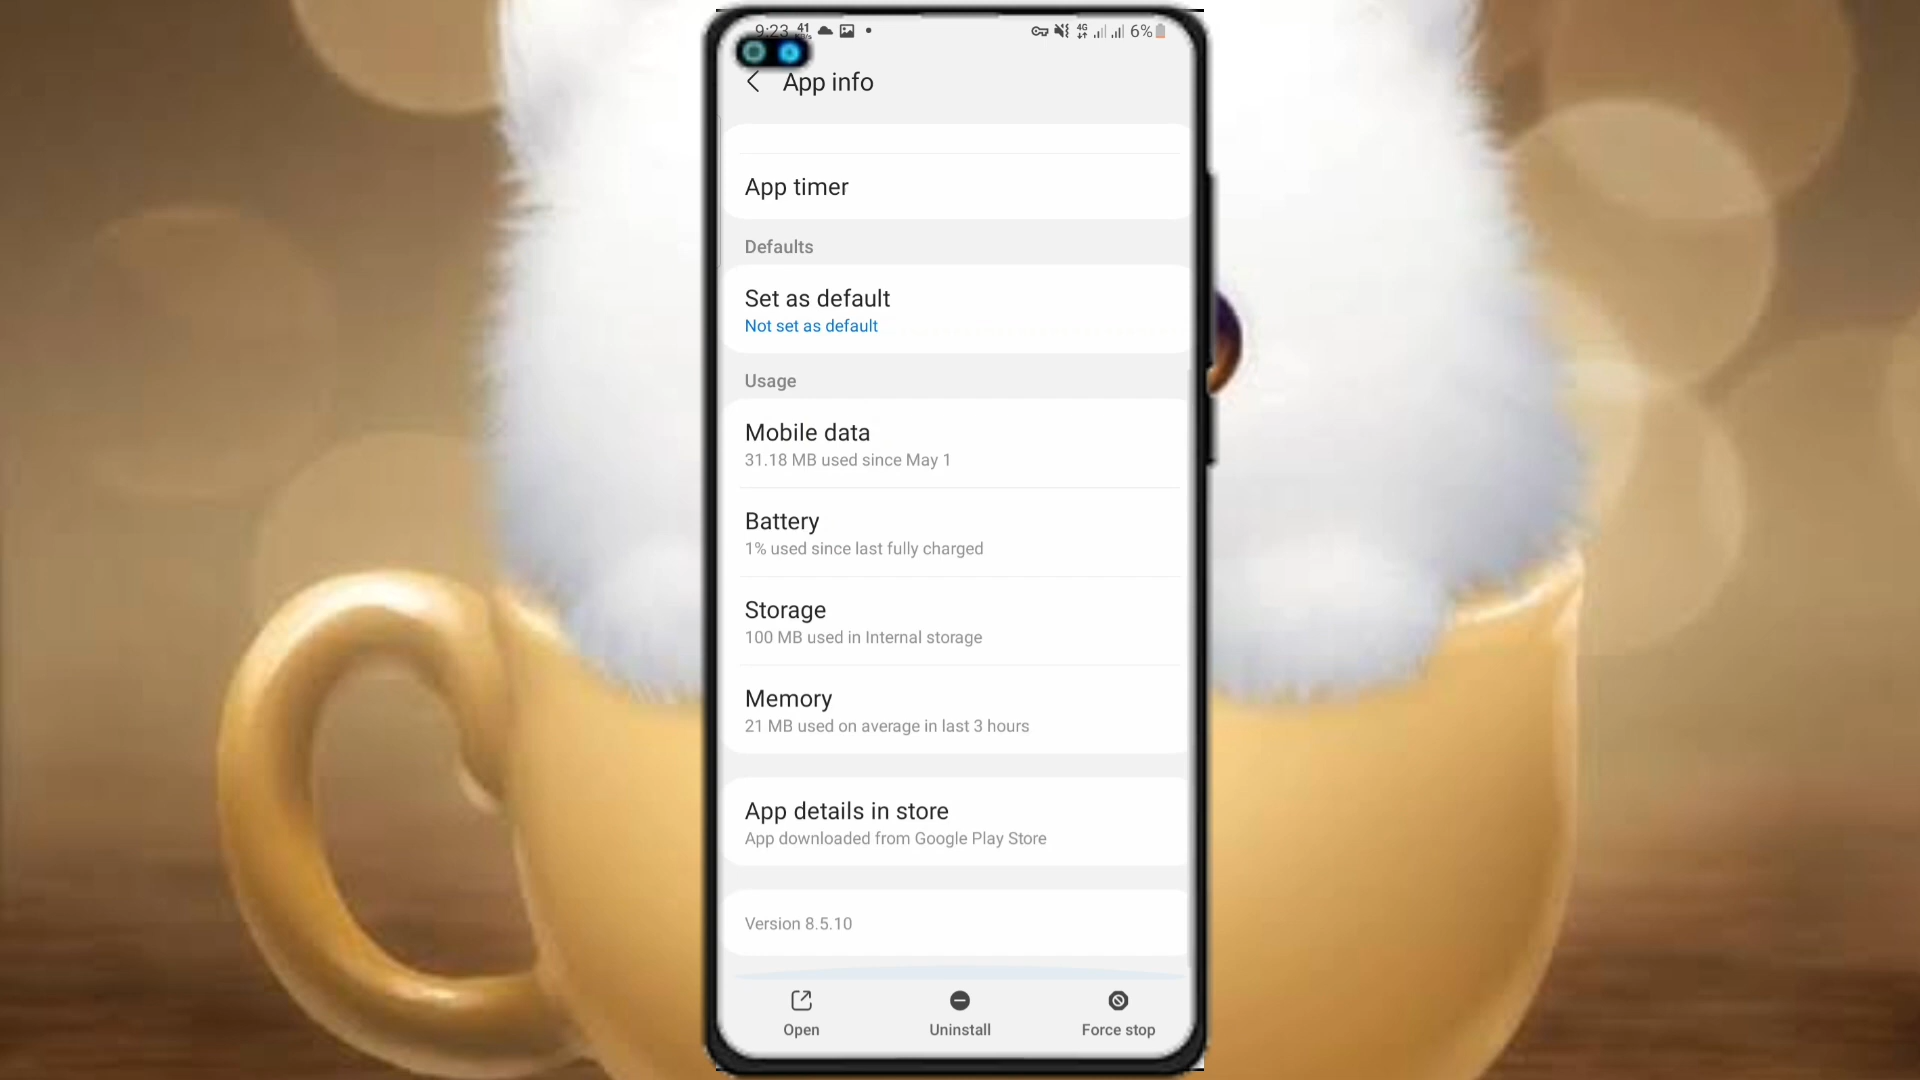 9:23 41
4G 6%
App info
App timer
Defaults
Set as default
Not set as default
Usage
Mobile data
31.18 MB used since May 1
Battery
1% used since last fully charged
Storage
100 MB used in Internal storage
Memory
21 MB used on average in last 3 hours
App details in store
App downloaded from Google Play Store
Version 8.5.10
Open Uninstall Force stop